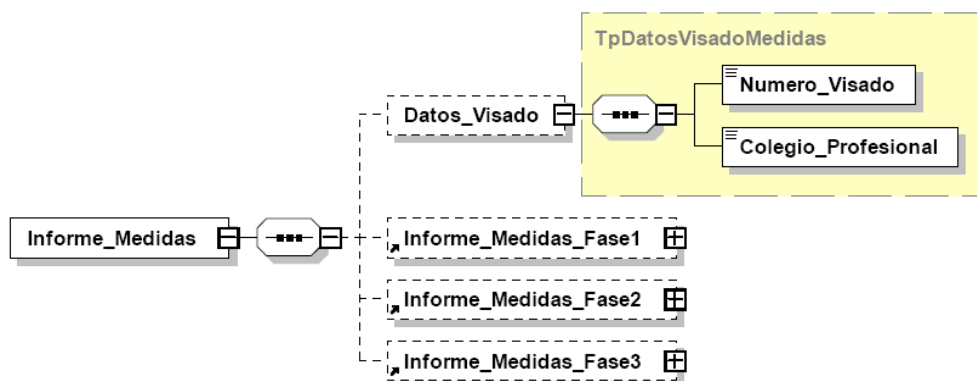 TpDatosVisadoMedidas
Numero_Visado
Datos_Visado
Colegio_Profesional
Informe_Medidas
Informe_Medidas_Fase1
Informe_Medidas_Fase2
Informe_Medidas_Fase3